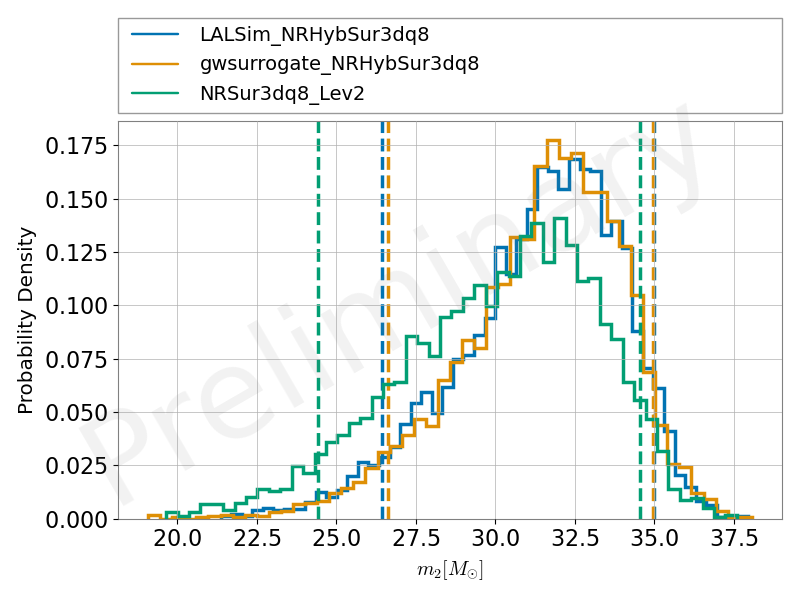 LALSim_NRHybSur3dq8
gwsurrogate_NRHybSur3dq8
NRSur3dq8_Lev2
Preliminary
Probability Density
0.175
0.150
0.125
0.100
0.075
0.050
0.025
0.000
20.0 22.5 25.0 27.5 30.0 32.5 35.0 37.5
m₂[M☉]